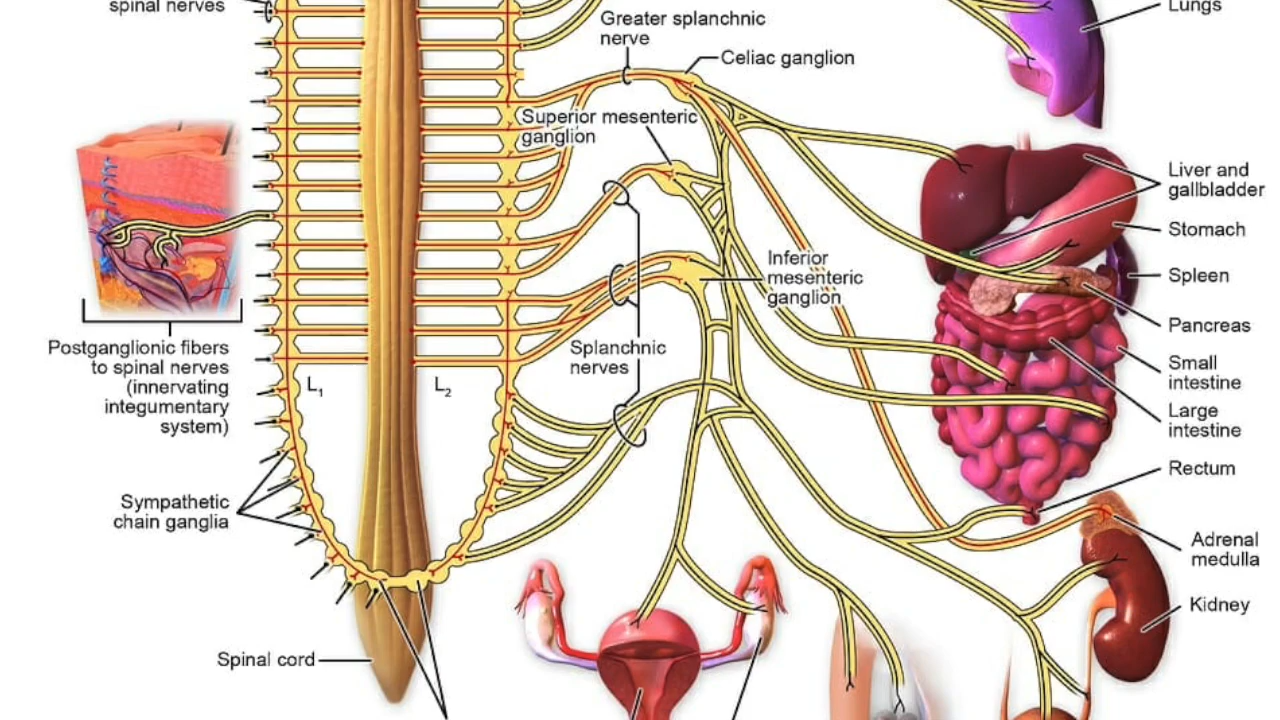 spinal nerves
Greater splanchnic
nerve
Celiac ganglion
Lungs
Superior mesenteric
ganglion
Liver and
gallbladder
Stomach
Inferior
mesenteric
ganglion
Spleen
Pancreas
Postganglionic fibers
to spinal nerves
(innervating
integumentary
system)
Splanchnic
nerves
L1
L2
Small
intestine
Large
intestine
Rectum
Sympathetic
chain ganglia
Adrenal
medulla
Kidney
Spinal cord